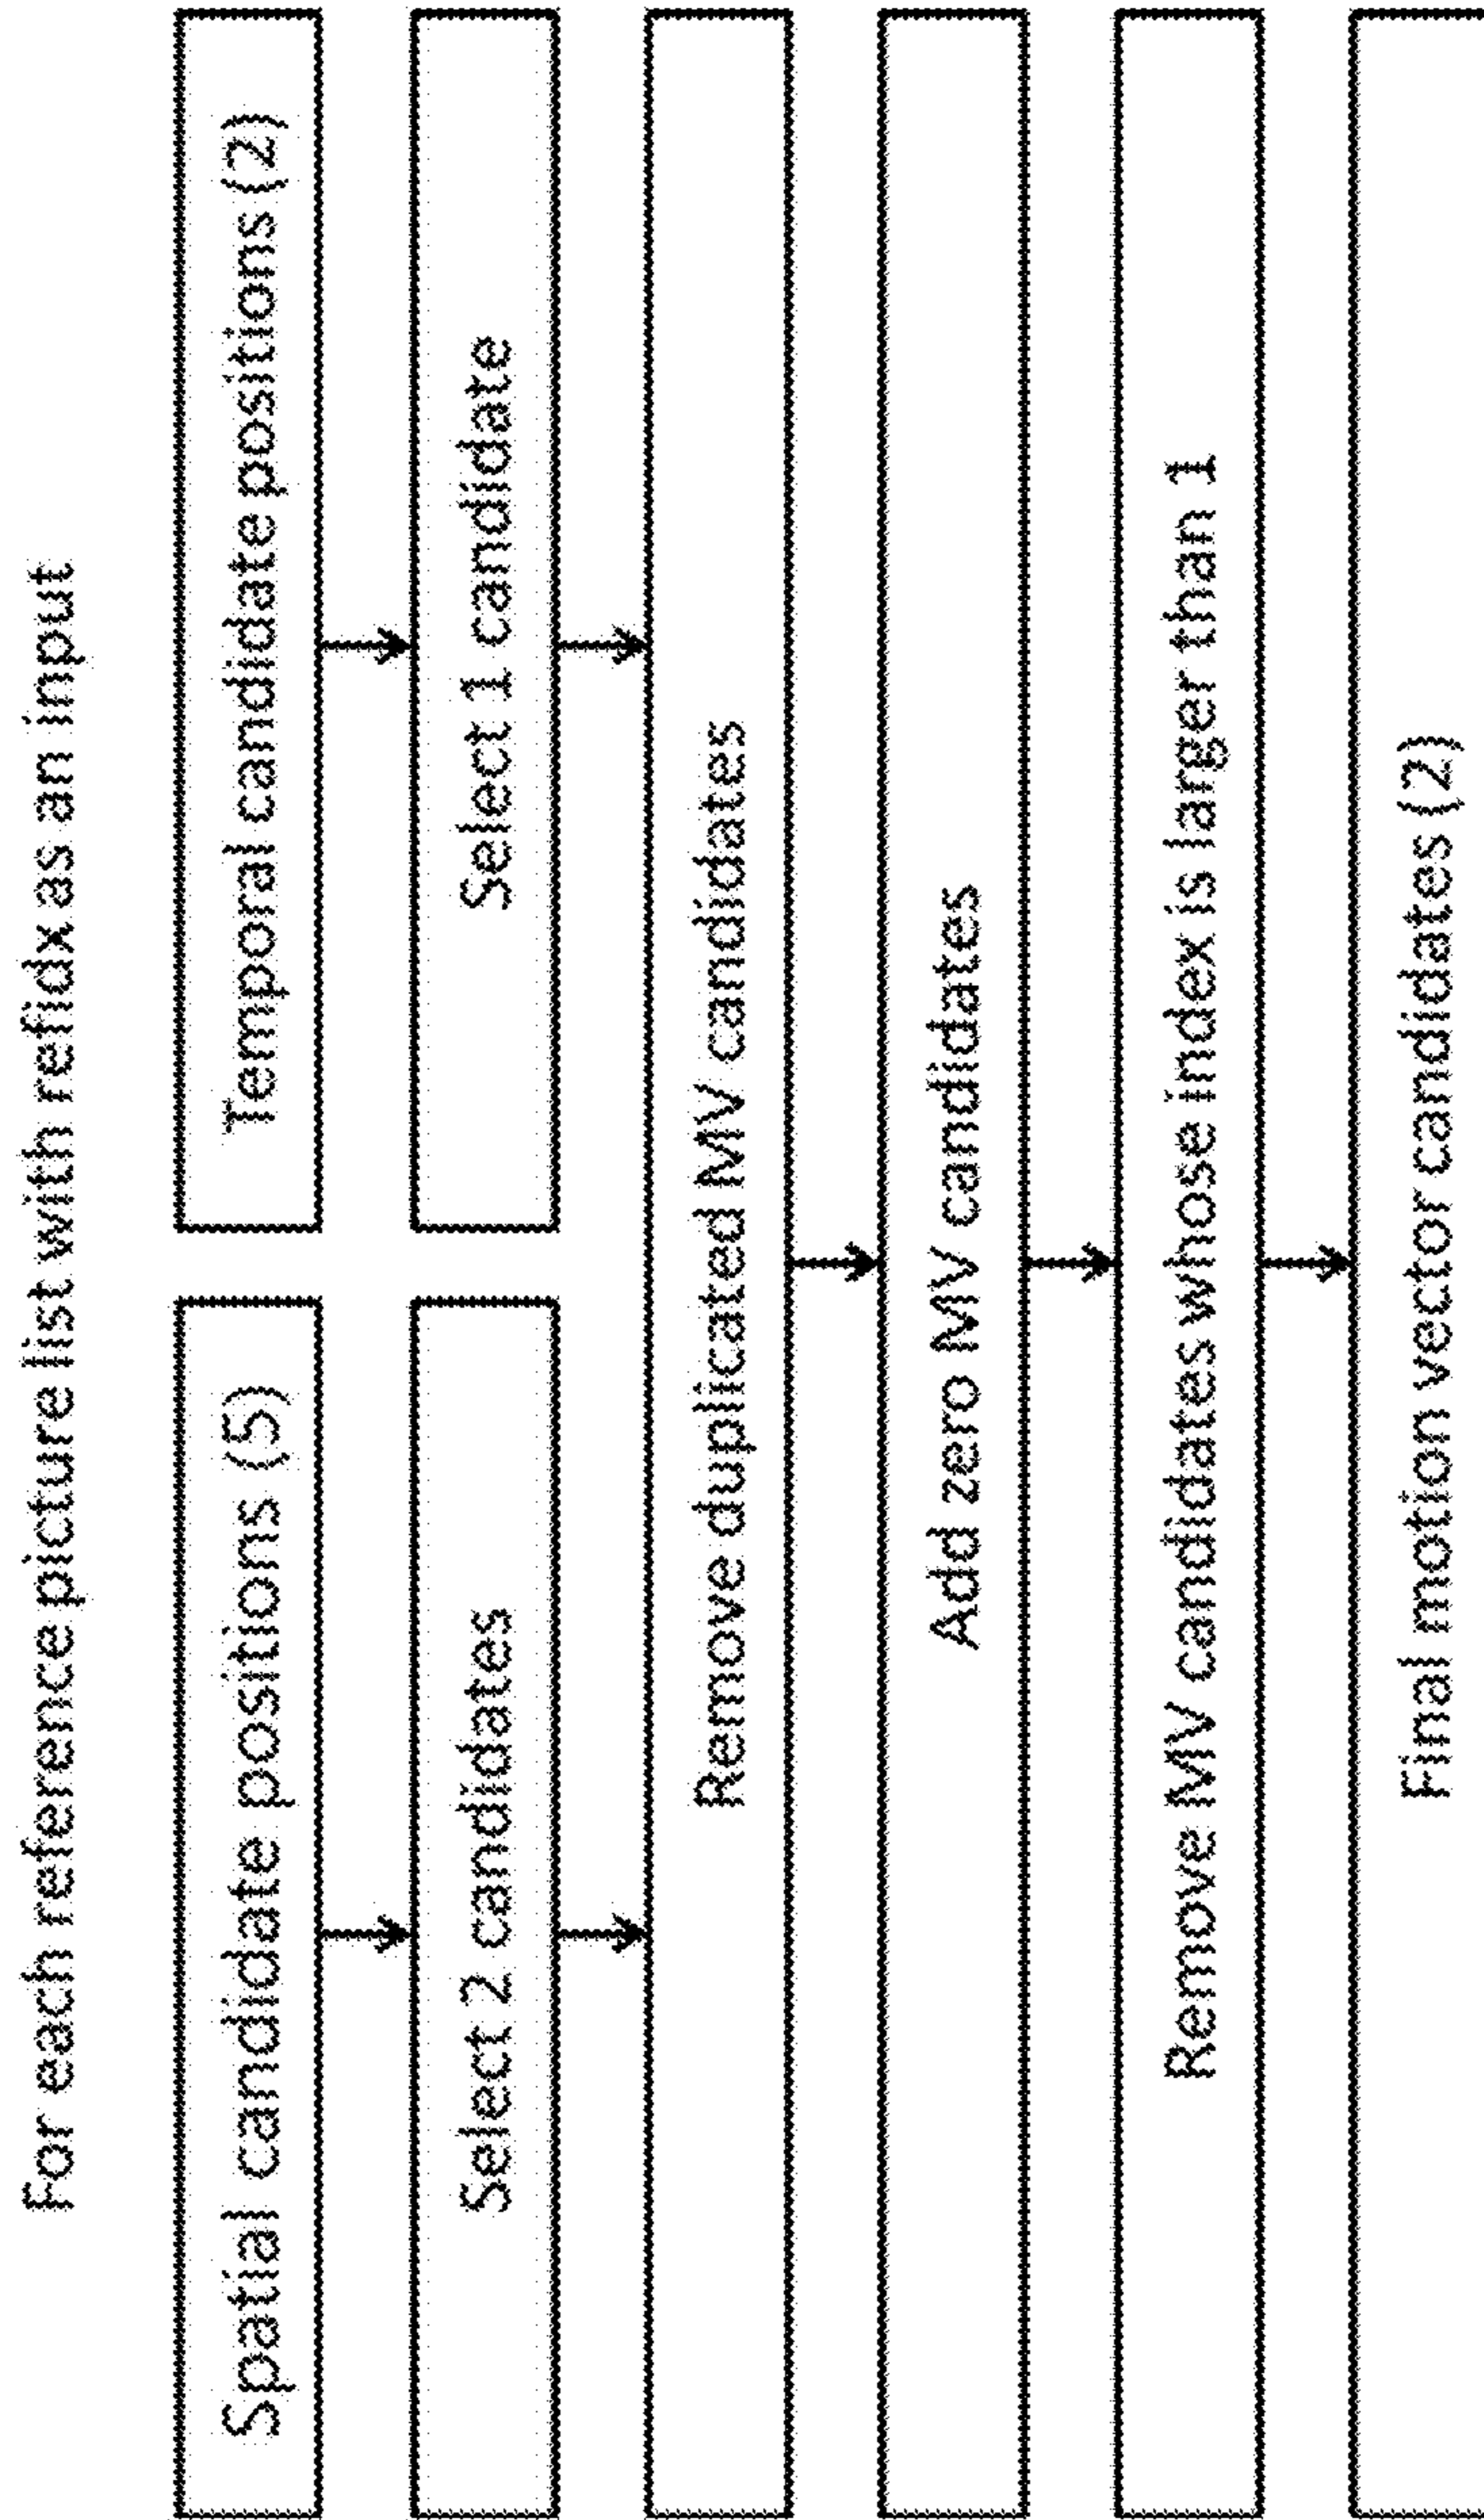 For each reference picture list with refidx as an input
Spatial candidate positions (5)
Temporal candidate positions (2)
Select 2 candidates
Select 1 candidate
Remove duplicated MV candidates
Add zero MV candidates
Remove MV candidates whose index is larger than 1
Final motion vector candidates (2)